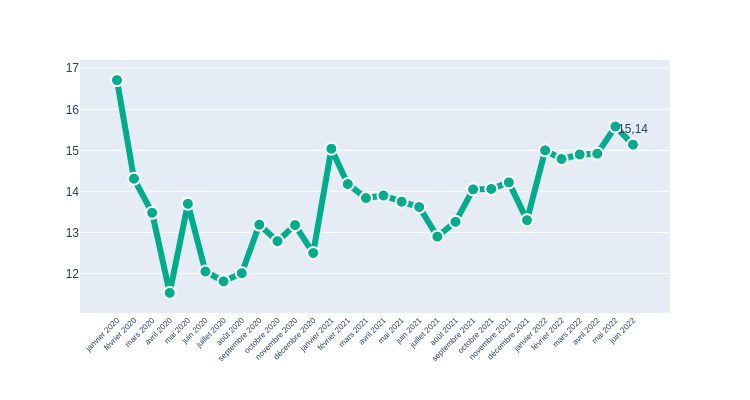 17
16
15
14
13
12
15,14
janvier 2020
février 2020
mars 2020
avril 2020
mai 2020
juin 2020
juillet 2020
août 2020
septembre 2020
octobre 2020
novembre 2020
décembre 2020
janvier 2021
février 2021
mars 2021
avril 2021
mai 2021
juin 2021
juillet 2021
août 2021
septembre 2021
octobre 2021
novembre 2021
décembre 2021
janvier 2022
février 2022
mars 2022
avril 2022
mai 2022
juin 2022